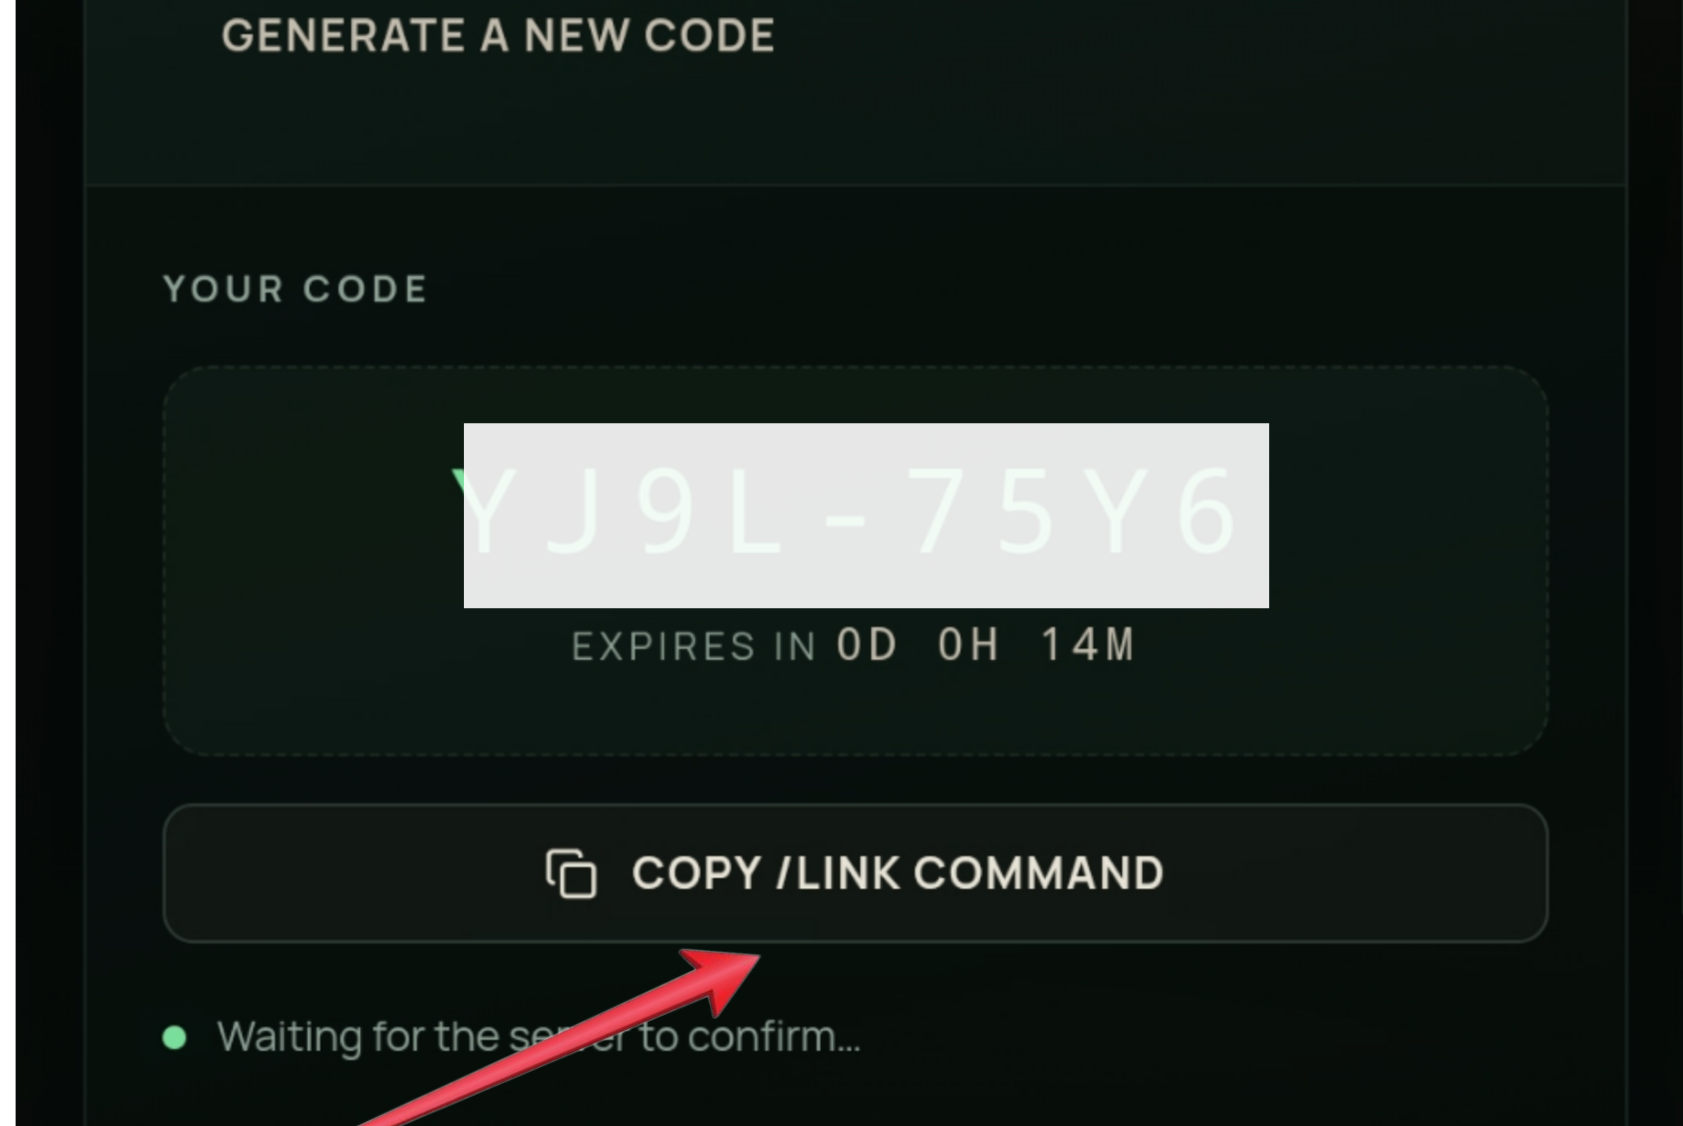 GENERATE A NEW CODE
YOUR CODE
YJ9L-75Y6
EXPIRES IN 0D 0H 14M
COPY /LINK COMMAND
Waiting for the server to confirm...